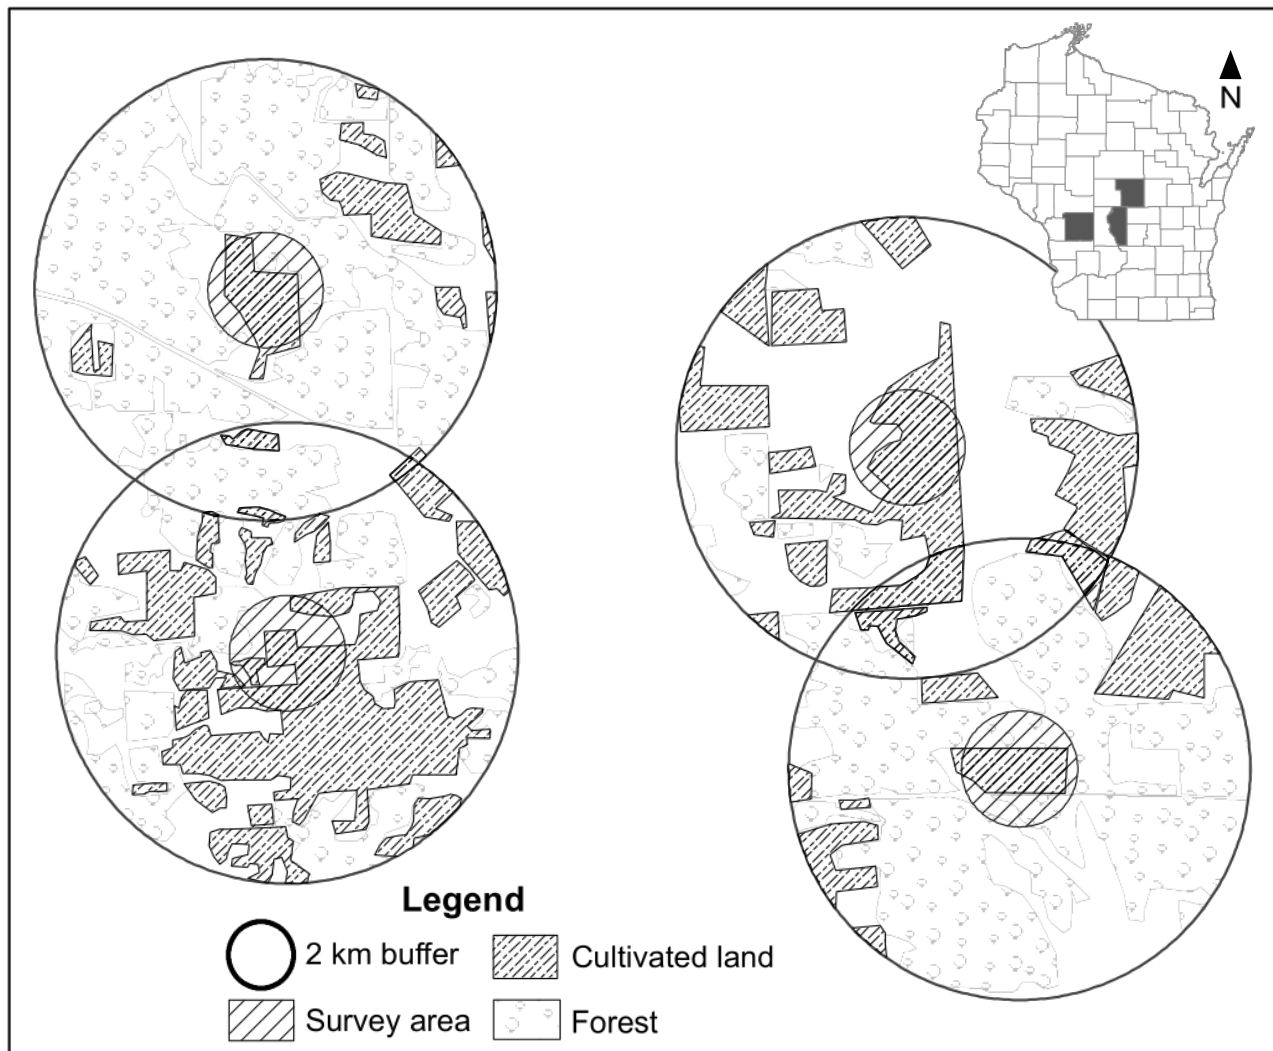 N
Legend
2 km buffer
Cultivated land
Survey area
Forest